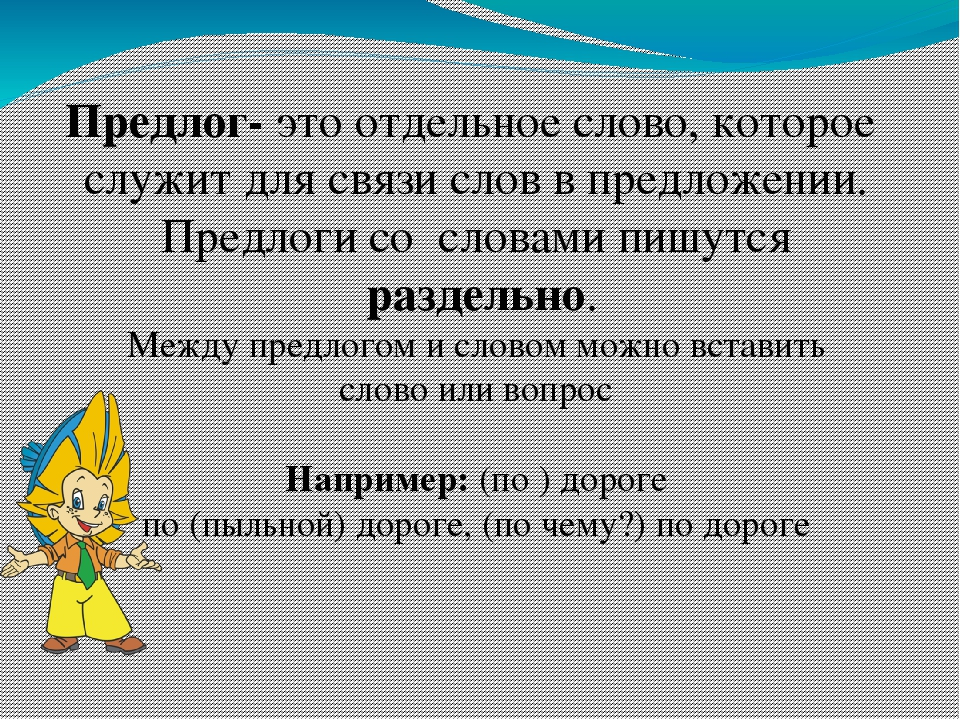 Предлог- это отдельное слово, которое
служит для связи слов в предложении.
Предлоги со  словами пишутся
раздельно.
Между предлогом и словом можно вставить
слово или вопрос
Например: (по ) дороге
по (пыльной) дороге, (по чему?) по дороге